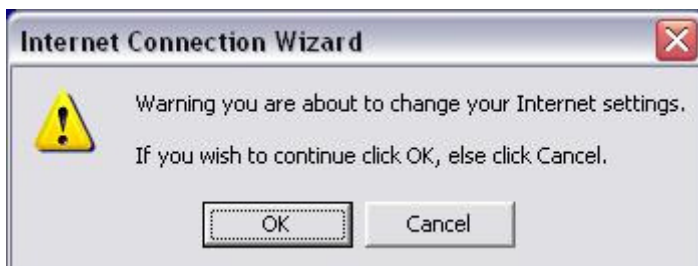 Internet Connection Wizard
Warning you are about to change your Internet settings.
If you wish to continue click OK, else click Cancel.
OK
Cancel